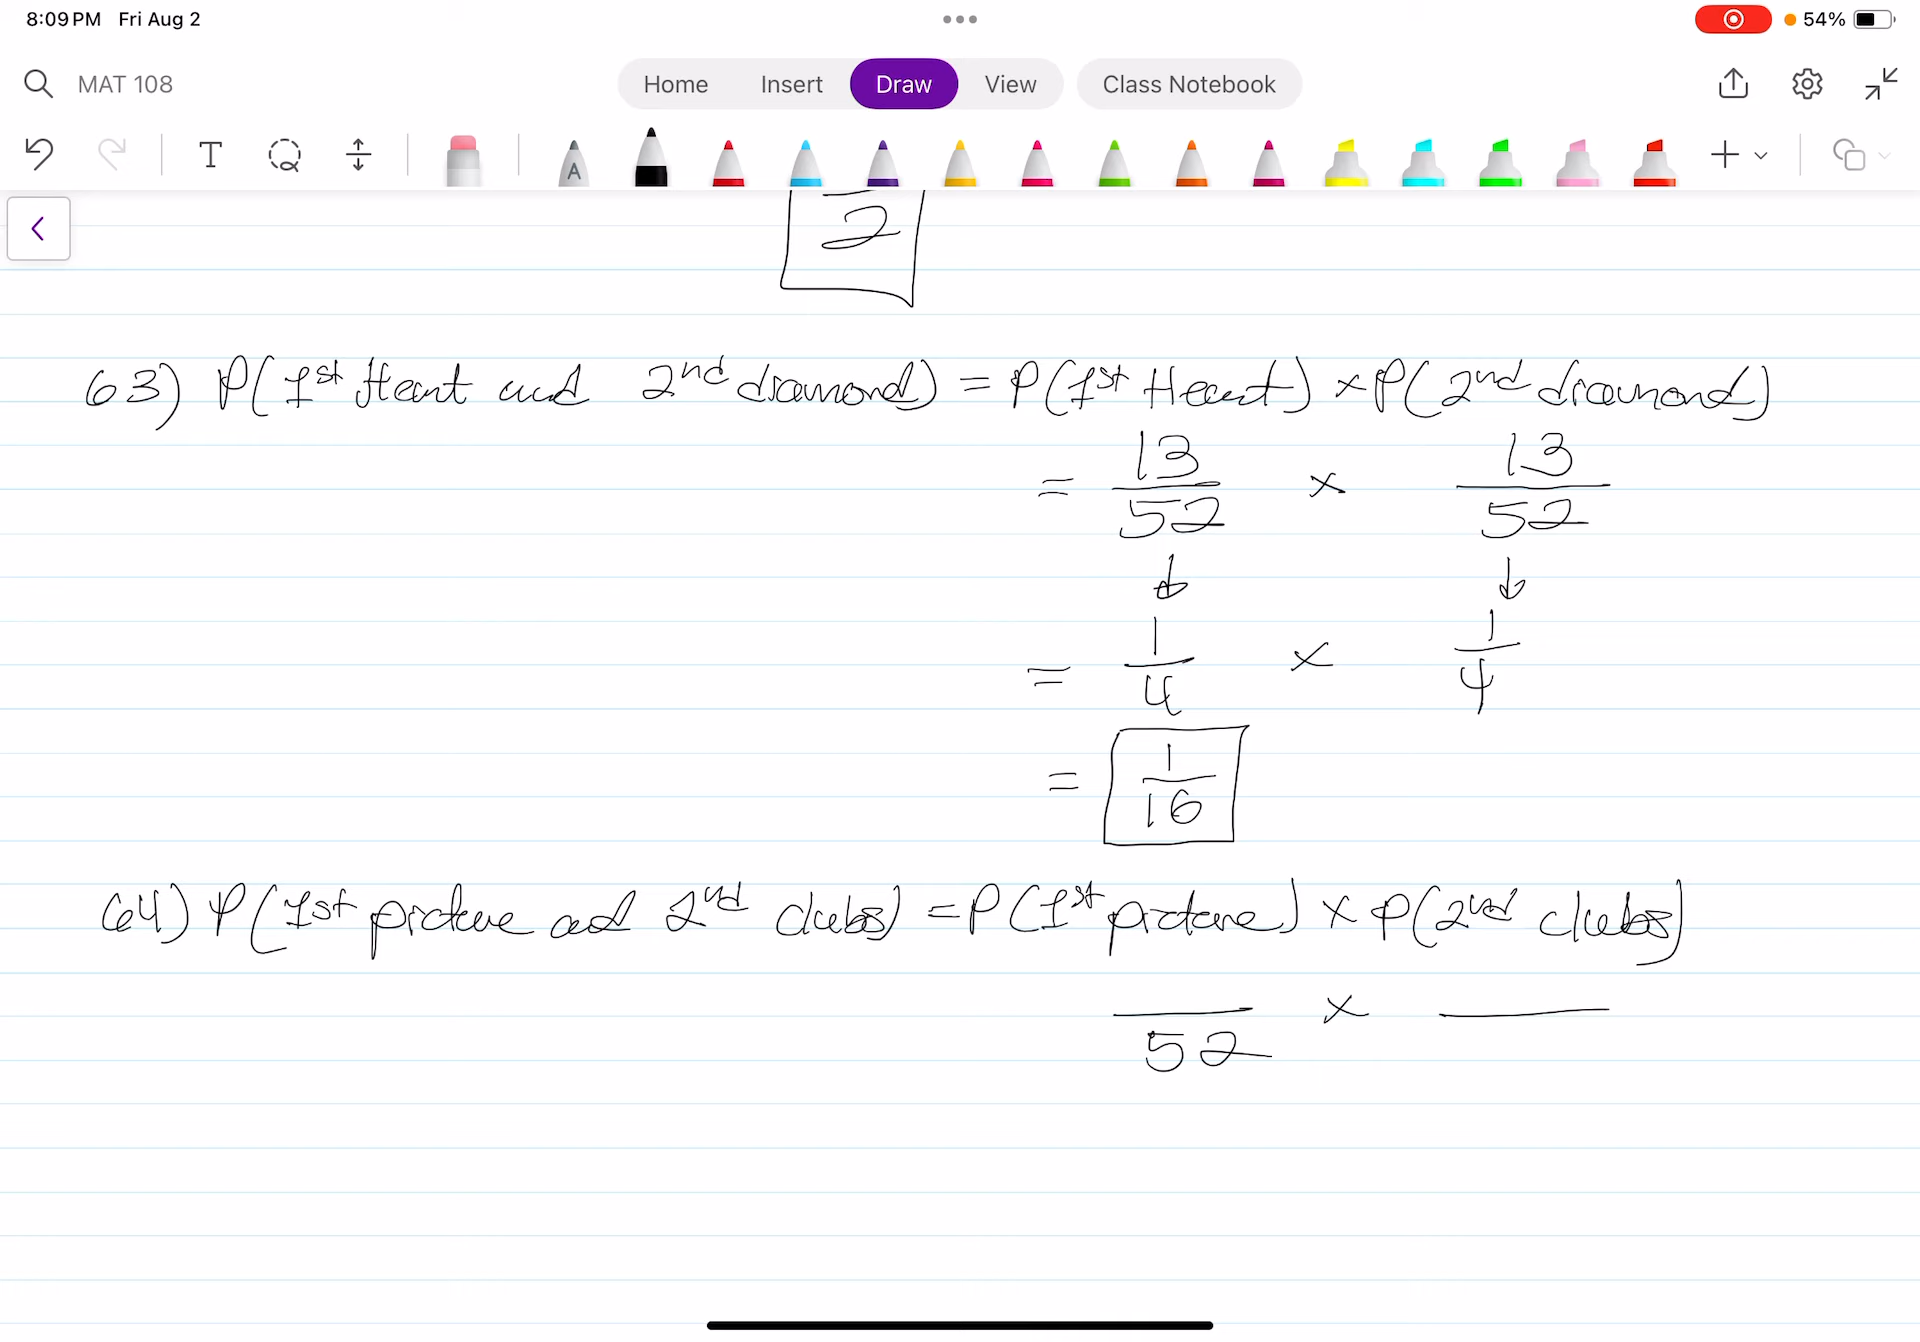 8:09 PM Fri Aug 2
54%
MAT 108
Home Insert Draw View Class Notebook
T
A
2
63) P(1st Heart and 2nd diamond) = P(1st Heart) × P(2nd diamond)
= 13/52 × 13/52
↓ ↓
= 1/4 × 1/4
= 1/16
64) P(1st picture ad 2nd clubs) = P(1st picture) × P(2nd clubs)
/52 ×